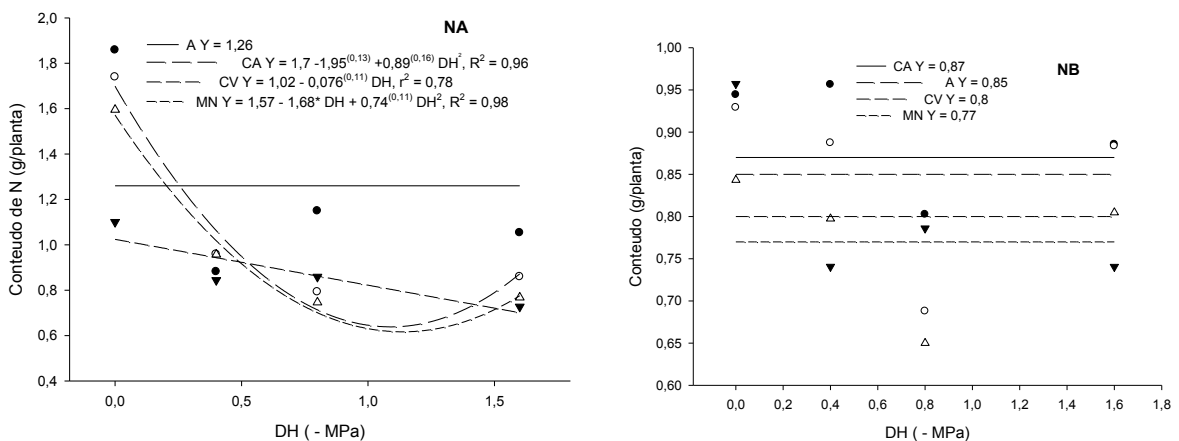 NA
A Y = 1,26
CA Y = 1,7 -1,95(0,13) +0,89(0,16) DH², R² = 0,96
CV Y = 1,02 - 0,076(0,11) DH, r² = 0,78
MN Y = 1,57 - 1,68* DH + 0,74(0,11) DH², R² = 0,98
Conteudo de N (g/planta)
2,0
1,8
1,6
1,4
1,2
1,0
0,8
0,6
0,4
0,0 0,5 1,0 1,5
DH ( - MPa)
NB
CA Y = 0,87
A Y = 0,85
CV Y = 0,8
MN Y = 0,77
Conteudo (g/planta)
1,00
0,95
0,90
0,85
0,80
0,75
0,70
0,65
0,60
0,0 0,2 0,4 0,6 0,8 1,0 1,2 1,4 1,6 1,8
DH ( - MPa)